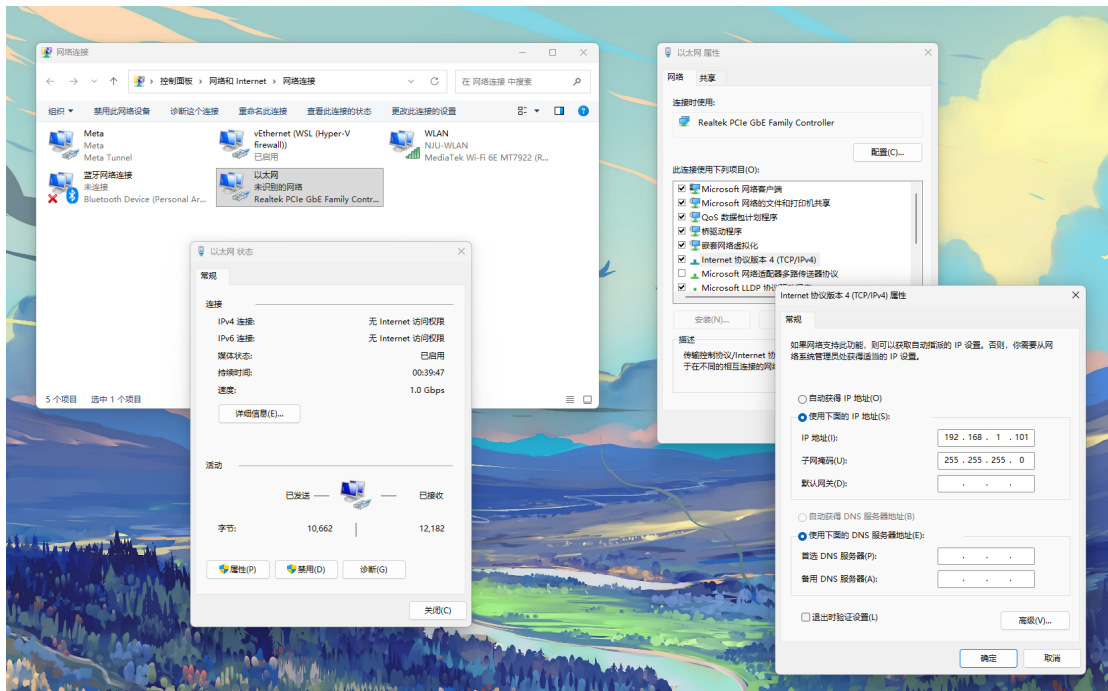 网络连接
控制面板 › 网络和 Internet › 网络连接
在 网络连接 中搜索
组织 禁用此网络设备 诊断这个连接 重命名此连接 查看此连接的状态 更改此连接的设置
Meta
Meta
Meta Tunnel
vEthernet (WSL (Hyper-V firewall))
已启用
WLAN
NJU-WLAN
MediaTek Wi-Fi 6E MT7922 (R...
蓝牙网络连接
未连接
Bluetooth Device (Personal Ar...
以太网
未识别的网络
Realtek PCIe GbE Family Contr...
5 个项目 选中 1 个项目
以太网 状态
常规
连接
IPv4 连接: 无 Internet 访问权限
IPv6 连接: 无 Internet 访问权限
媒体状态: 已启用
持续时间: 00:39:47
速度: 1.0 Gbps
详细信息(E)...
活动
已发送 已接收
字节: 10,662 12,182
属性(P) 禁用(D) 诊断(G)
关闭(C)
以太网 属性
网络 共享
连接时使用:
Realtek PCIe GbE Family Controller
配置(C)...
此连接使用下列项目(O):
Microsoft 网络客户端
Microsoft 网络的文件和打印机共享
QoS 数据包计划程序
桥驱动程序
嵌套网络虚拟化
Internet 协议版本 4 (TCP/IPv4)
Microsoft 网络适配器多路传送器协议
Microsoft LLDP 协议
安装(N)...
描述
传输控制协议/Internet 协
于在不同的相互连接的网
Internet 协议版本 4 (TCP/IPv4) 属性
常规
如果网络支持此功能，则可以获取自动指派的 IP 设置。否则，你需要从网
络系统管理员处获得适当的 IP 设置。
自动获得 IP 地址(O)
使用下面的 IP 地址(S):
IP 地址(I): 192 . 168 . 1 . 101
子网掩码(U): 255 . 255 . 255 . 0
默认网关(D): . . .
自动获得 DNS 服务器地址(B)
使用下面的 DNS 服务器地址(E):
首选 DNS 服务器(P): . . .
备用 DNS 服务器(A): . . .
退出时验证设置(L)
高级(V)...
确定 取消